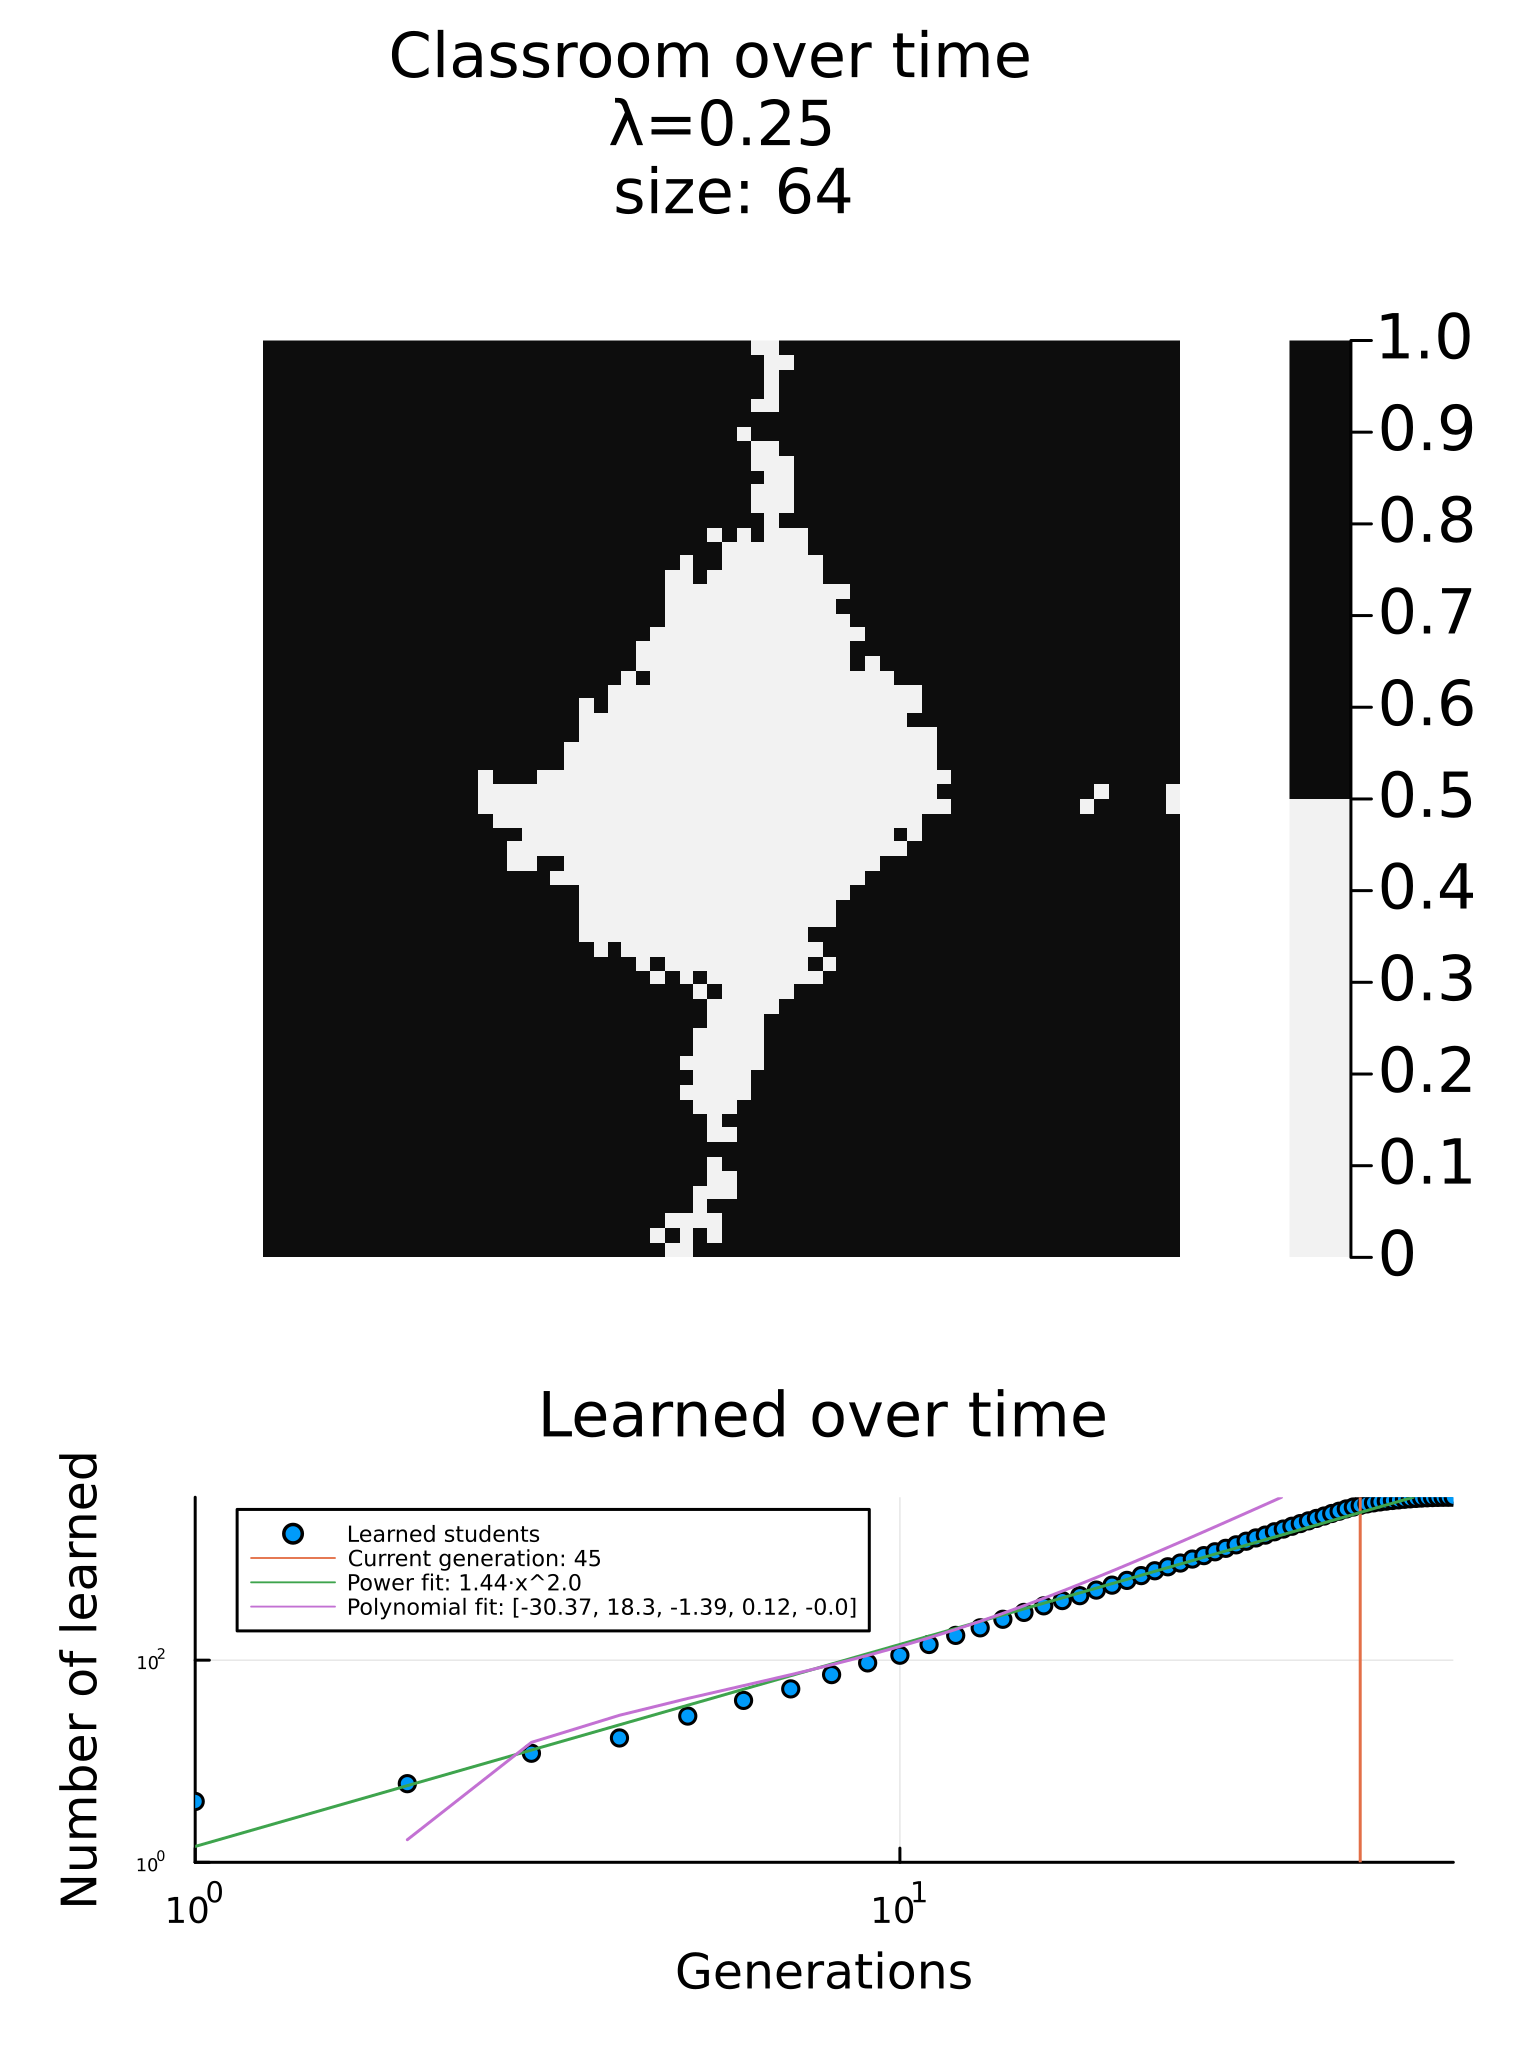 Classroom over time
λ=0.25
size: 64
1.0
0.9
0.8
0.7
0.6
0.5
0.4
0.3
0.2
0.1
0
Learned over time
Number of learned
Learned students
Current generation: 45
Power fit: 1.44·x^2.0
Polynomial fit: [-30.37, 18.3, -1.39, 0.12, -0.0]
10²
10⁰
10⁰ 10¹
Generations